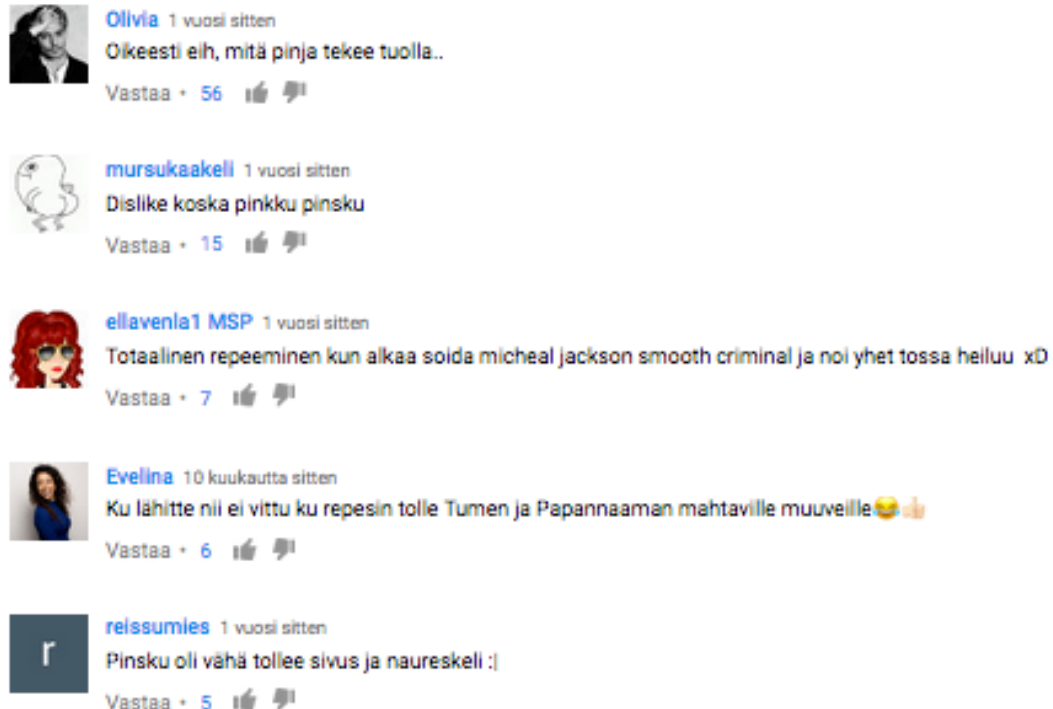 Olivia 1 vuosi sitten
Oikeesti eih, mitä pinja tekee tuolla..
Vastaa • 56
mursukaakeli 1 vuosi sitten
Dislike koska pinkku pinsku
Vastaa • 15
ellavenla1 MSP 1 vuosi sitten
Totaalinen repeeminen kun alkaa soida micheal jackson smooth criminal ja noi yhet tossa heiluu xD
Vastaa • 7
Evelina 10 kuukautta sitten
Ku lähitte nii ei vittu ku repesin tolle Tumen ja Papannaaman mahtaville muuveille😂👍🏻
Vastaa • 6
r
reissumies 1 vuosi sitten
Pinsku oli vähä tollee sivus ja naureskeli :|
Vastaa • 5